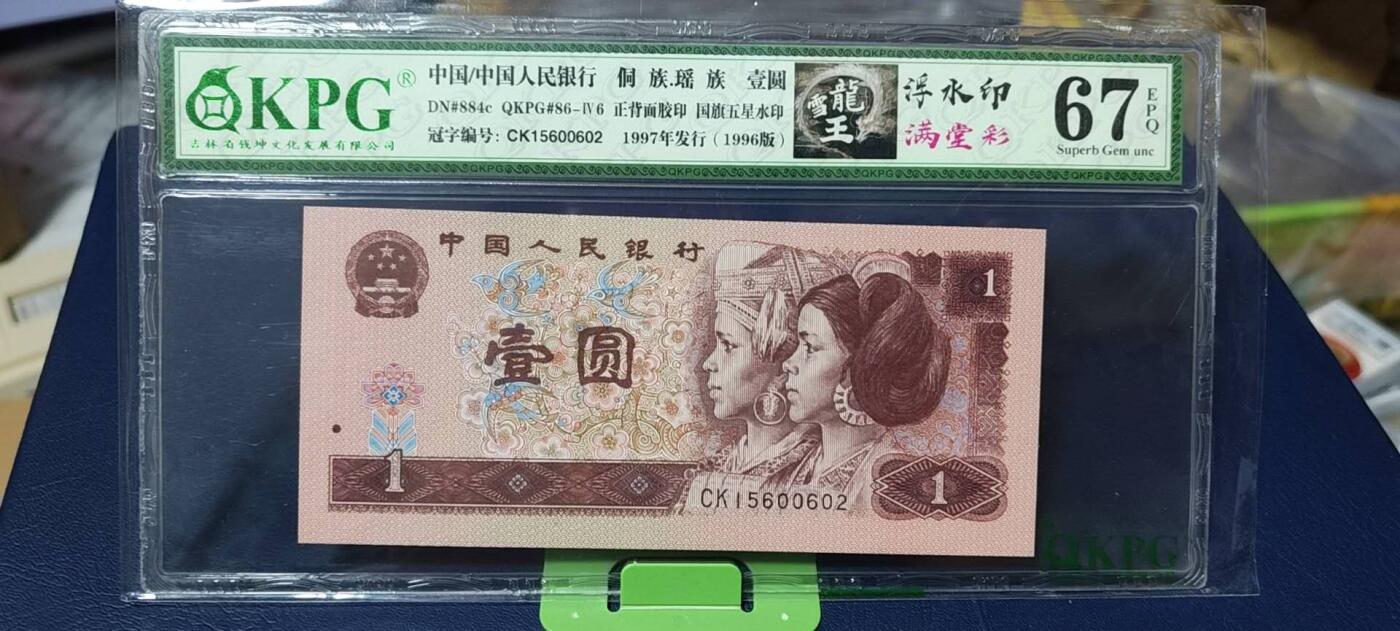 QKPG®
吉林省钱坤文化发展有限公司
中国/中国人民银行 侗 族.瑶 族 壹圆
DN#884c QKPG#86-Ⅳ6 正背面胶印 国旗五星水印
冠字编号: CK15600602 1997年发行(1996版)
雪龍王
浮水印
满堂彩
67
EPQ
Superb Gem unc
中国人民银行
1
壹圆
1
CK15600602
1
QKPG